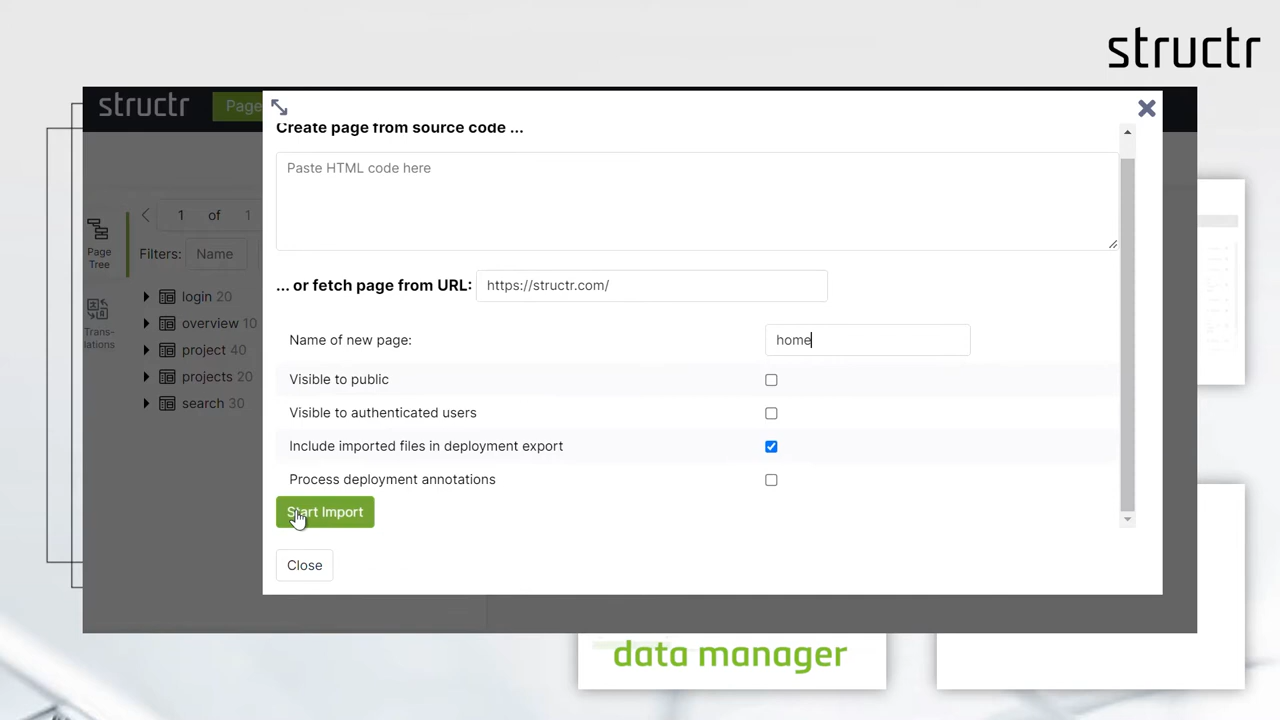 structr
structr
Page
Create page from source code ...
Paste HTML code here
1 of 1
Page
Tree
Filters: Name
... or fetch page from URL: https://structr.com/
login 20
Trans-
lations
overview 10
Name of new page: home
project 40
projects 20
Visible to public
search 30
Visible to authenticated users
Include imported files in deployment export
Process deployment annotations
Start Import
Close
data manager